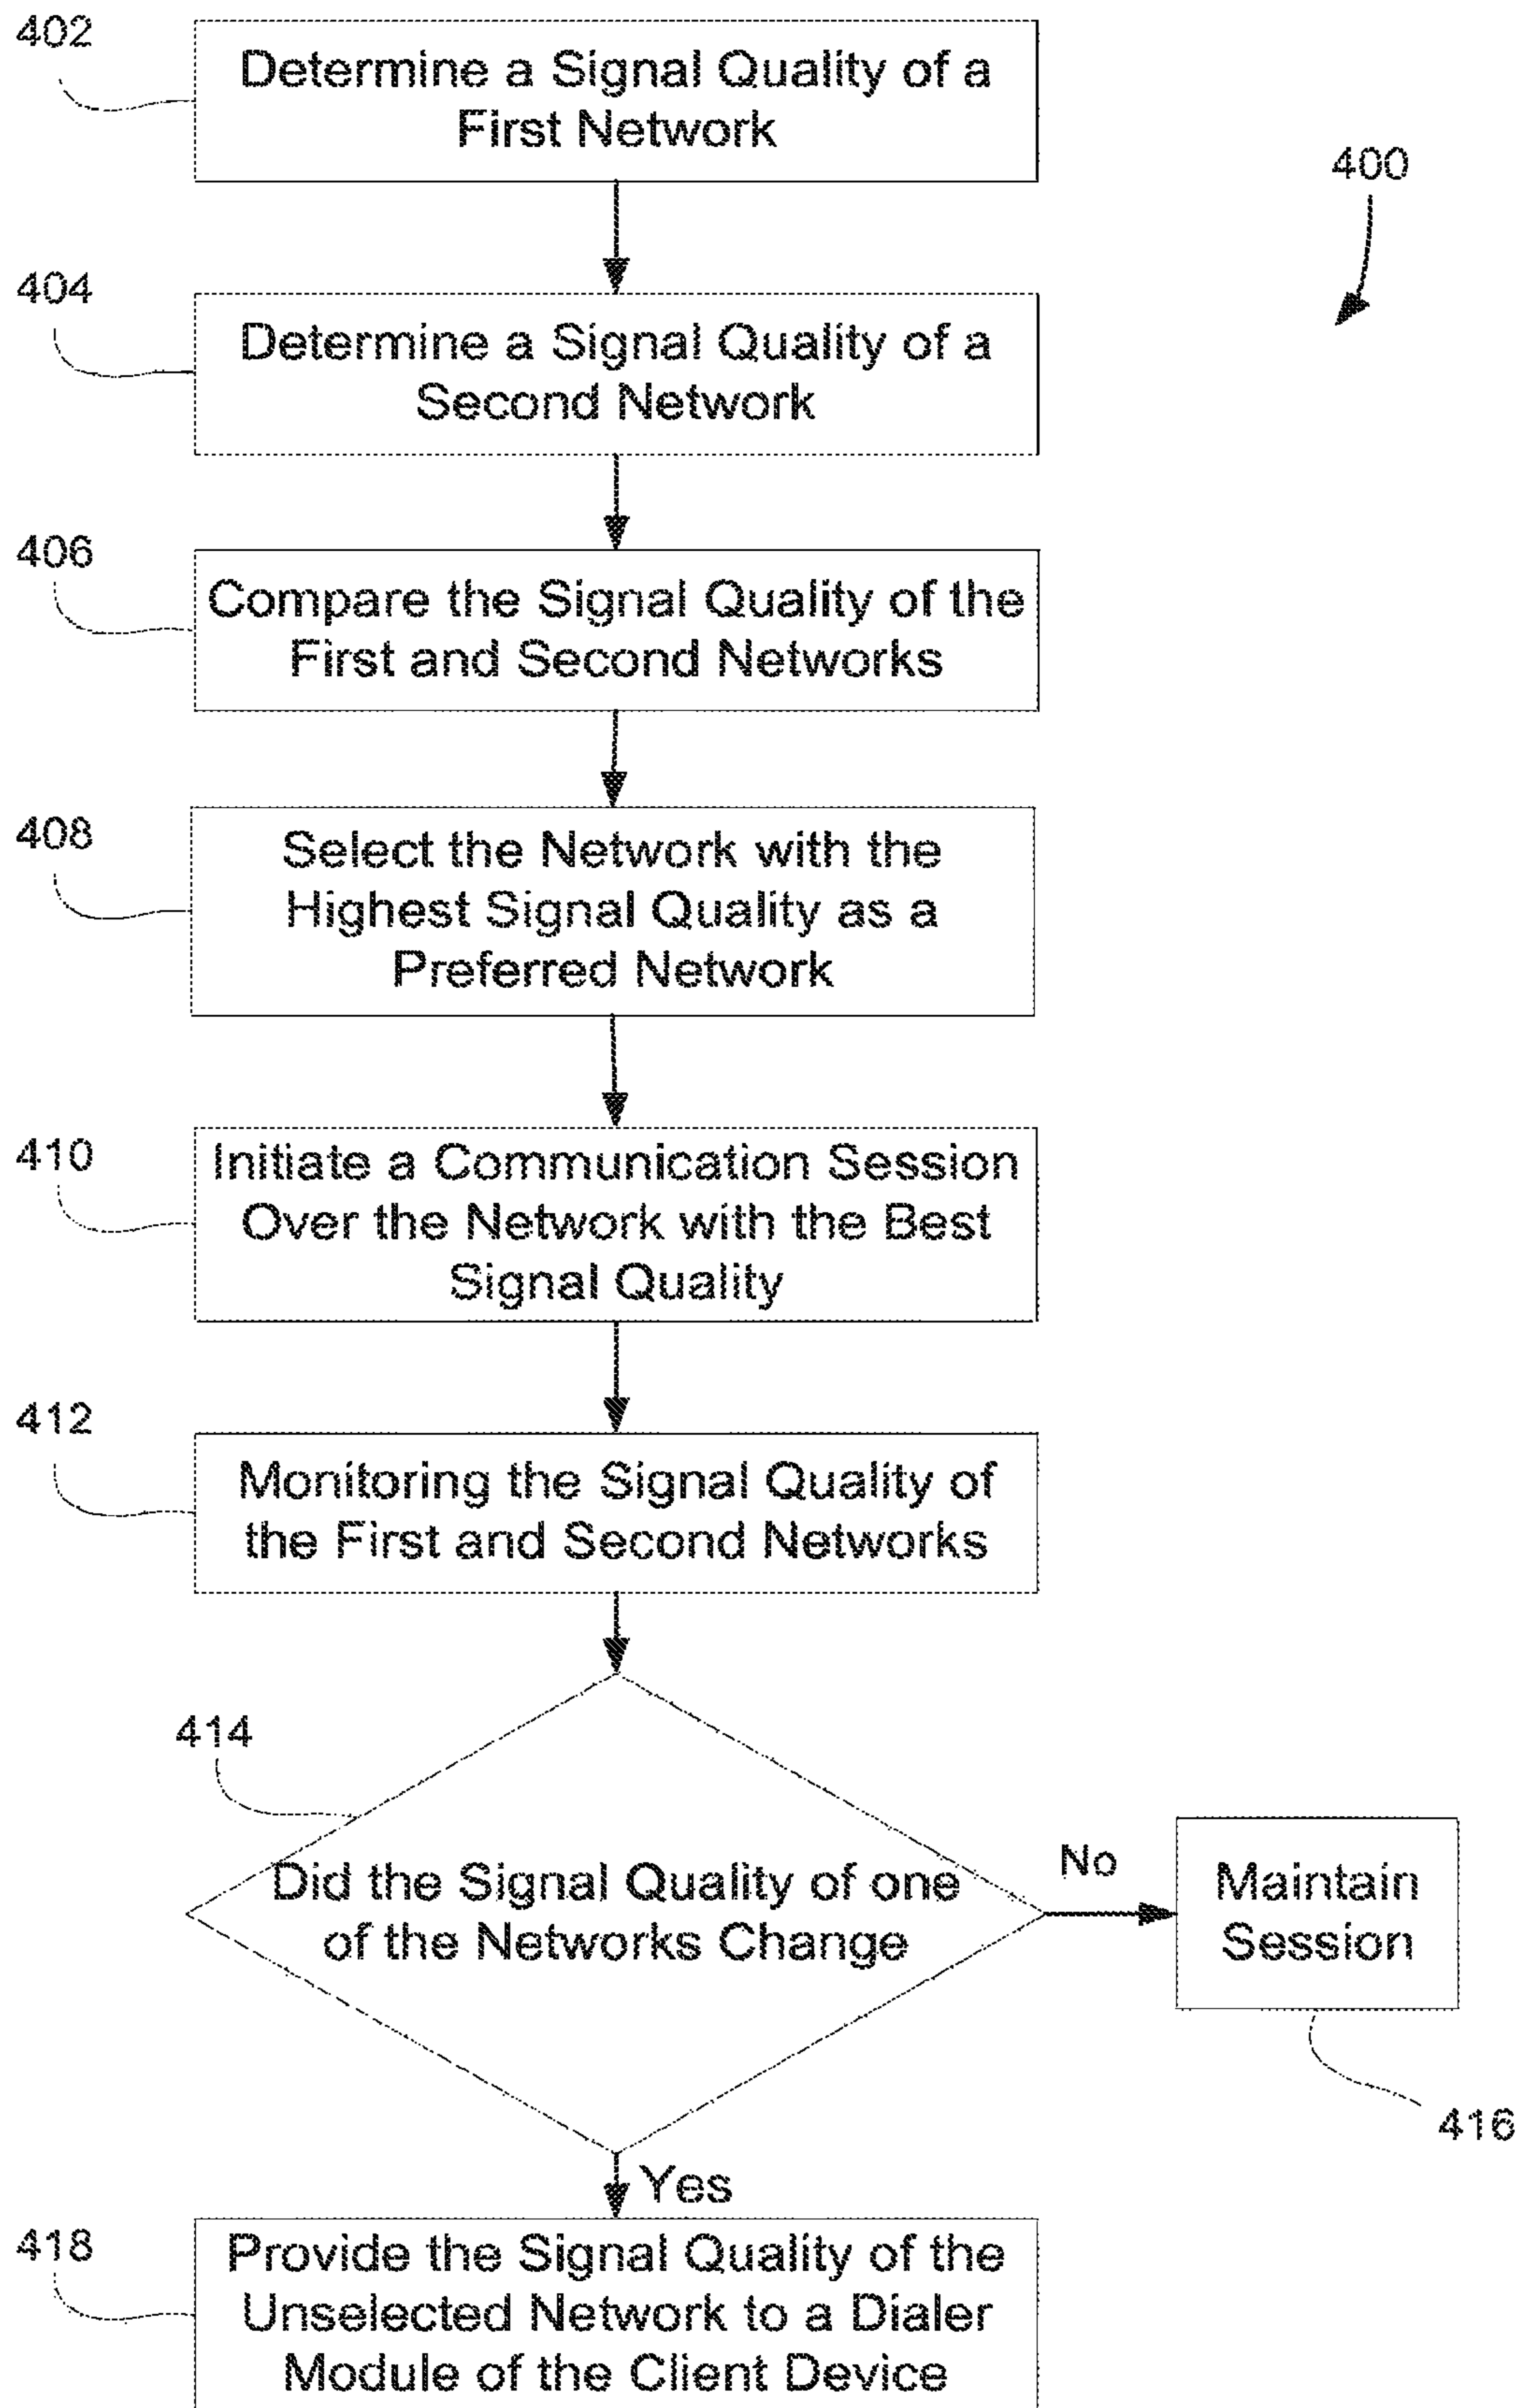 402
Determine a Signal Quality of a
First Network
400
404
Determine a Signal Quality of a
Second Network
406
Compare the Signal Quality of the
First and Second Networks
408
Select the Network with the
Highest Signal Quality as a
Preferred Network
410
Initiate a Communication Session
Over the Network with the Best
Signal Quality
412
Monitoring the Signal Quality of
the First and Second Networks
414
Did the Signal Quality of one
of the Networks Change
No
Maintain
Session
416
Yes
418
Provide the Signal Quality of the
Unselected Network to a Dialer
Module of the Client Device